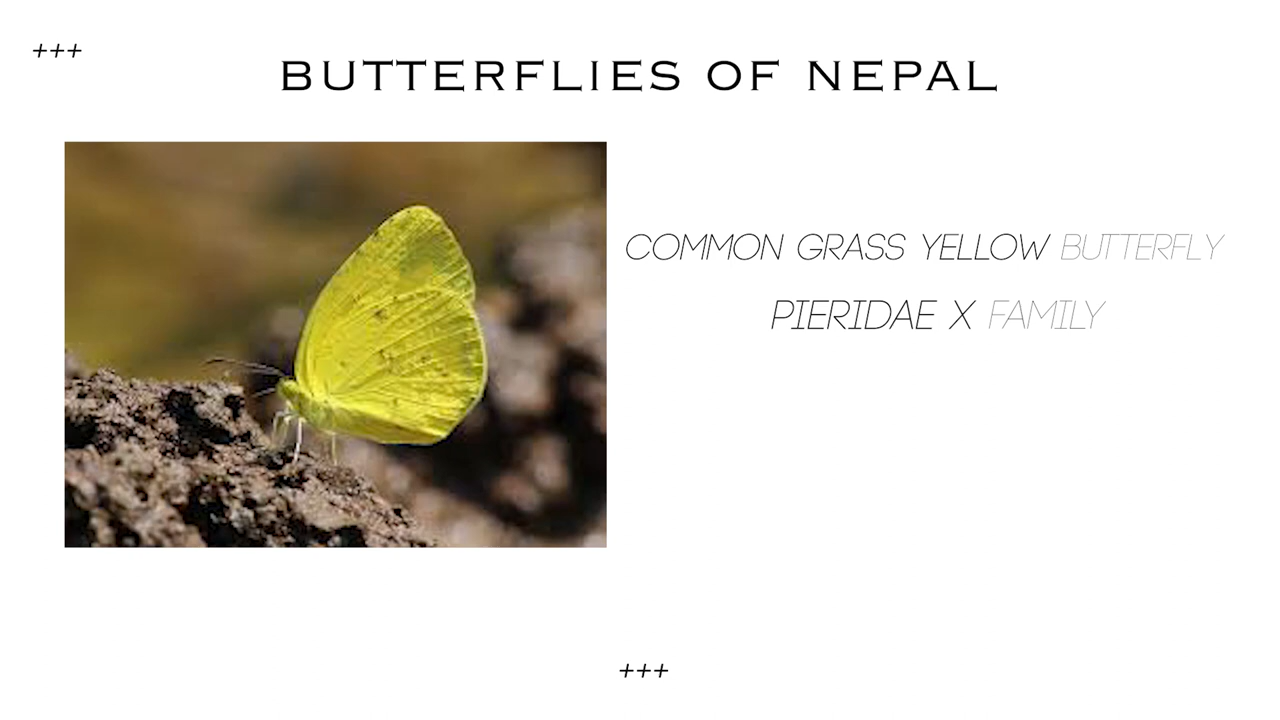 +++
BUTTERFLIES OF NEPAL
COMMON GRASS YELLOW BUTTERFLY
PIERIDAE X FAMILY
+++